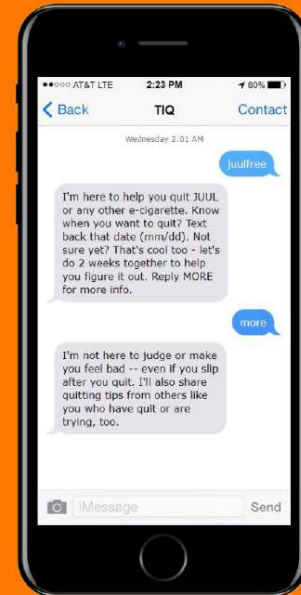 AT&T LTE 2:23 PM 80%
Back TIQ Contact
Wednesday 2:01 AM
juulfree
I'm here to help you quit JUUL
or any other e-cigarette. Know
when you want to quit? Text
back that date (mm/dd). Not
sure yet? That's cool too - let's
do 2 weeks together to help
you figure it out. Reply MORE
for more info.
more
I'm not here to judge or make
you feel bad -- even if you slip
after you quit. I'll also share
quitting tips from others like
you who have quit or are
trying, too.
iMessage Send